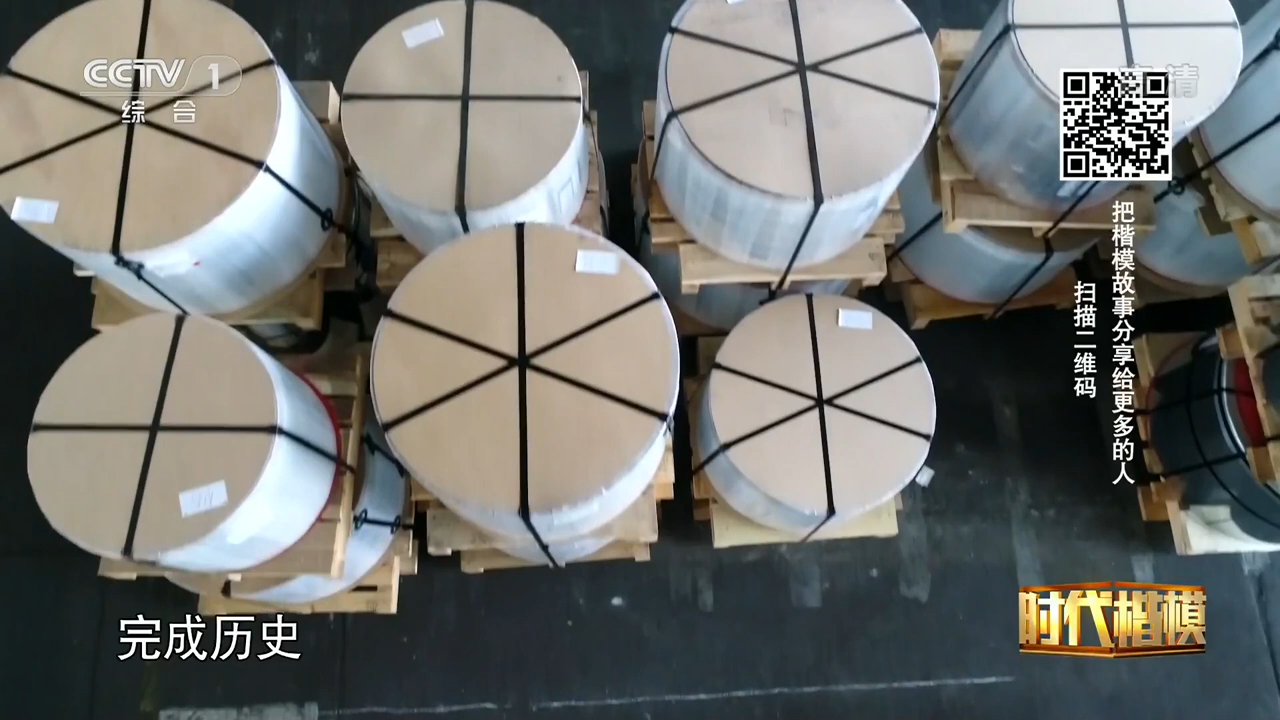 CCTV 1
综合
高清
把楷模故事分享给更多的人
扫描二维码
完成历史
时代楷模